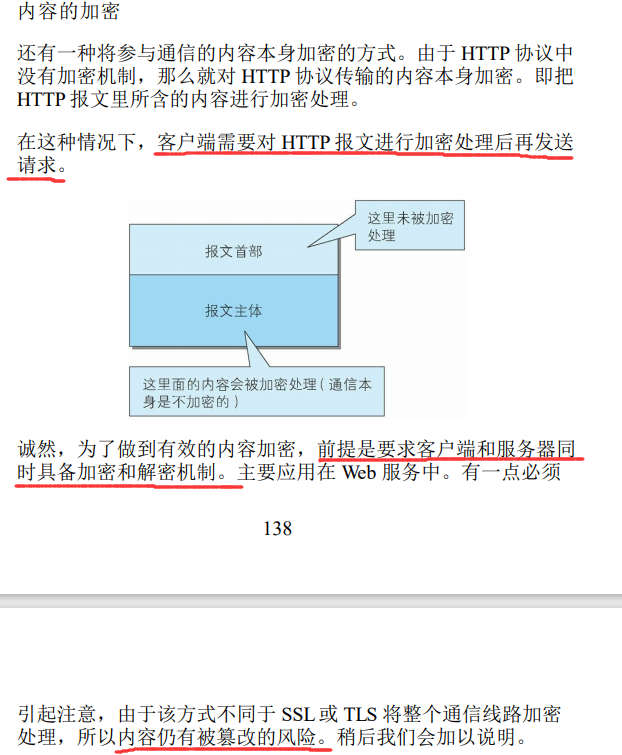 内容的加密
还有一种将参与通信的内容本身加密的方式。由于 HTTP 协议中
没有加密机制，那么就对 HTTP 协议传输的内容本身加密。即把
HTTP 报文里所含的内容进行加密处理。
在这种情况下，客户端需要对 HTTP 报文进行加密处理后再发送
请求。
这里未被加密
处理
报文首部
报文主体
这里面的内容会被加密处理（通信本
身是不加密的）
诚然，为了做到有效的内容加密，前提是要求客户端和服务器同
时具备加密和解密机制。主要应用在 Web 服务中。有一点必须
138
引起注意，由于该方式不同于 SSL 或 TLS 将整个通信线路加密
处理，所以内容仍有被篡改的风险。稍后我们会加以说明。